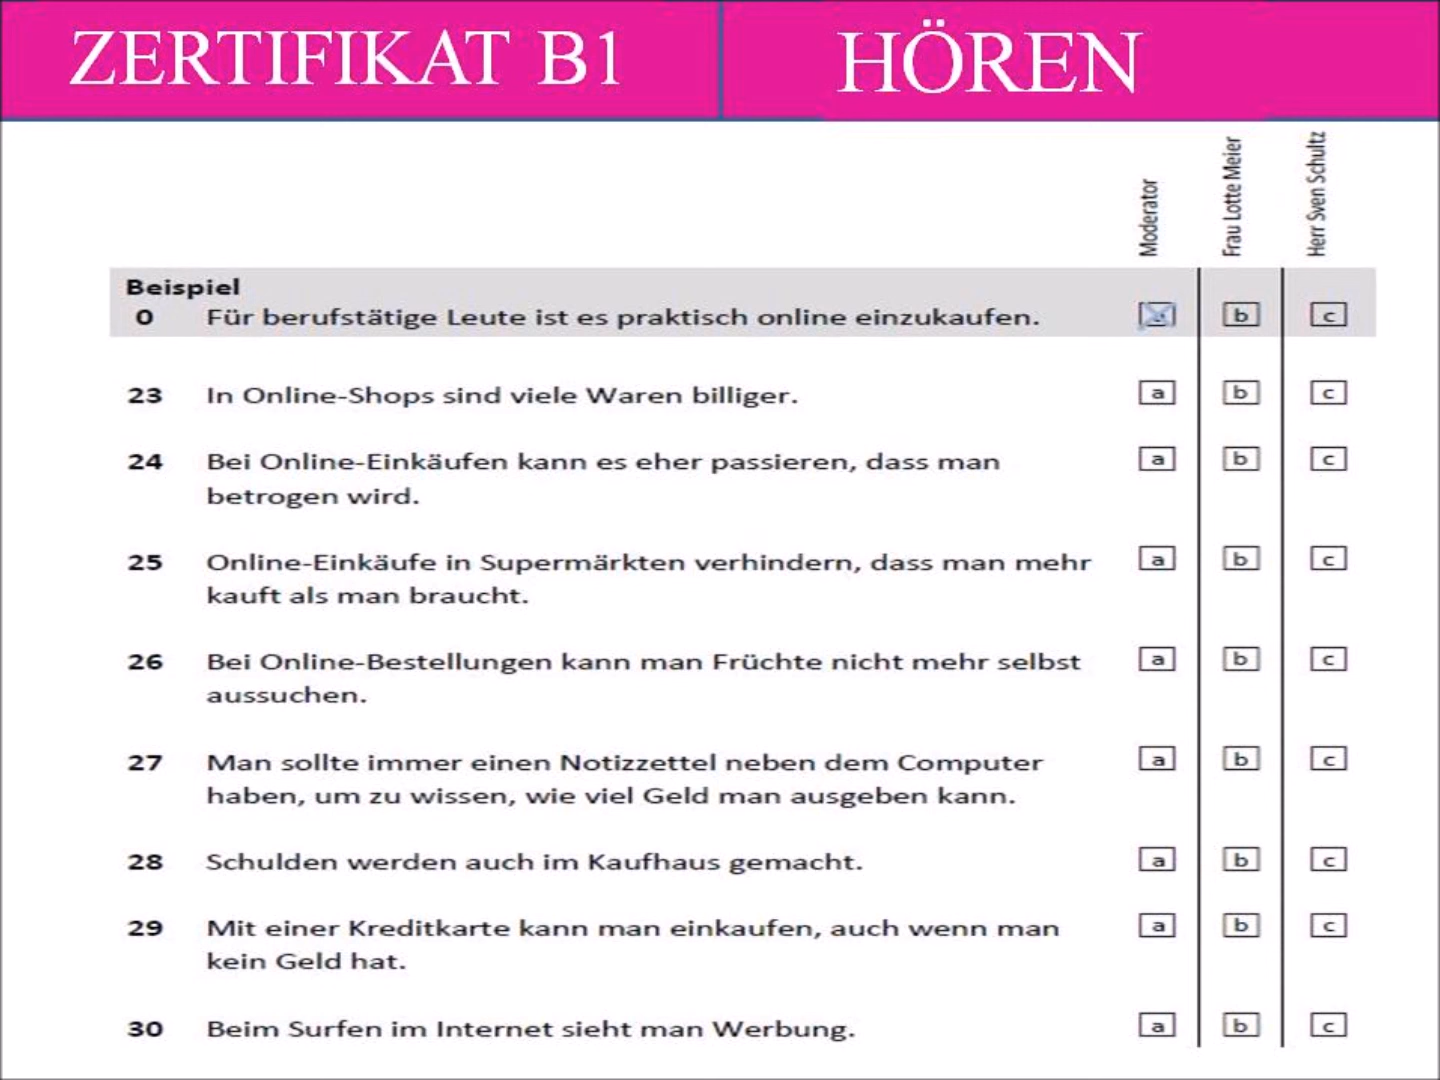 ZERTIFIKAT B1
HÖREN
Moderator
Frau Lotte Meier
Herr Sven Schultz
Beispiel
0 Für berufstätige Leute ist es praktisch online einzukaufen. b c
23 In Online-Shops sind viele Waren billiger. a b c
24 Bei Online-Einkäufen kann es eher passieren, dass man a b c
betrogen wird.
25 Online-Einkäufe in Supermärkten verhindern, dass man mehr a b c
kauft als man braucht.
26 Bei Online-Bestellungen kann man Früchte nicht mehr selbst a b c
aussuchen.
27 Man sollte immer einen Notizzettel neben dem Computer a b c
haben, um zu wissen, wie viel Geld man ausgeben kann.
28 Schulden werden auch im Kaufhaus gemacht. a b c
29 Mit einer Kreditkarte kann man einkaufen, auch wenn man a b c
kein Geld hat.
30 Beim Surfen im Internet sieht man Werbung. a b c